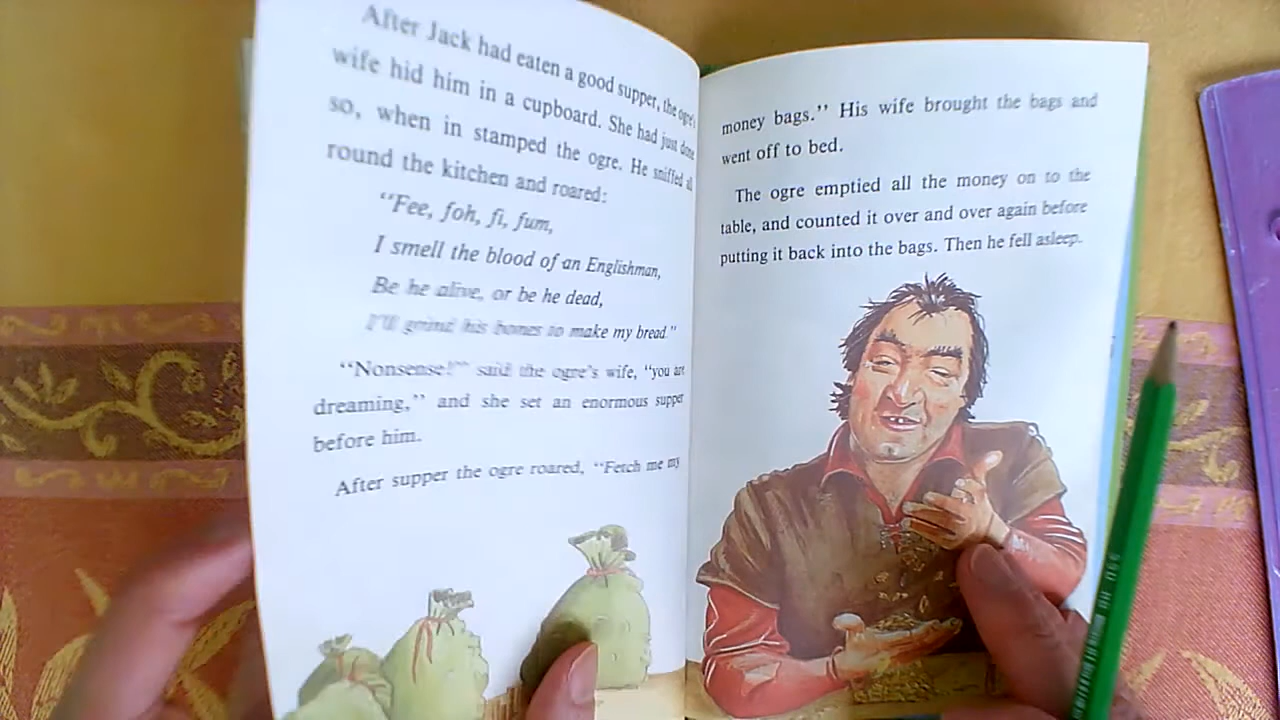 After Jack had eaten a good supper, the ogre's
wife hid him in a cupboard. She had just done
so, when in stamped the ogre. He sniffed all
round the kitchen and roared:
“Fee, foh, fi, fum,
I smell the blood of an Englishman,
Be he alive, or be he dead,
I'll grind his bones to make my bread.”
“Nonsense!” said the ogre's wife, “you are
dreaming,” and she set an enormous supper
before him.
After supper the ogre roared, “Fetch me my
money bags.” His wife brought the bags and
went off to bed.
The ogre emptied all the money on to the
table, and counted it over and over again before
putting it back into the bags. Then he fell asleep.